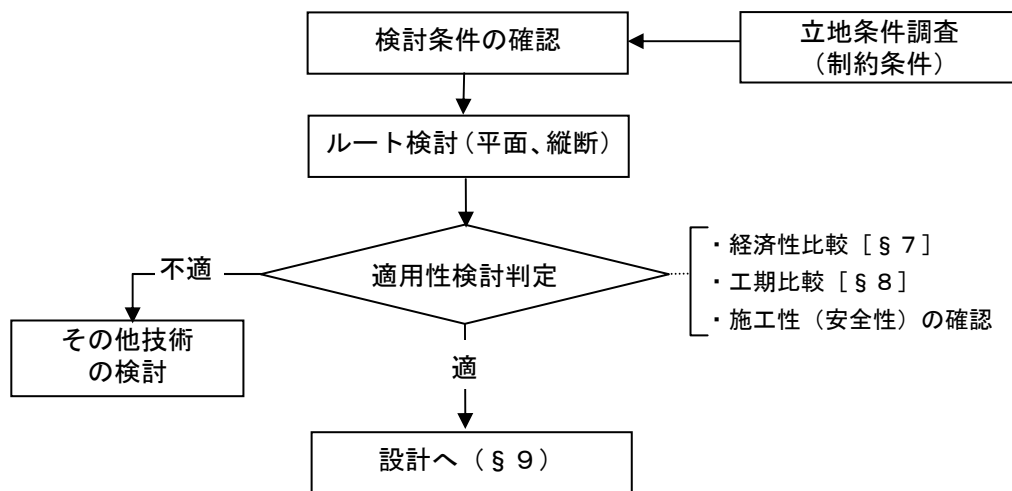 検討条件の確認
立地条件調査
(制約条件)
ルート検討(平面、縦断)
適用性検討判定
・経済性比較[§7]
・工期比較[§8]
・施工性(安全性)の確認
不適
その他技術
の検討
適
設計へ(§9)